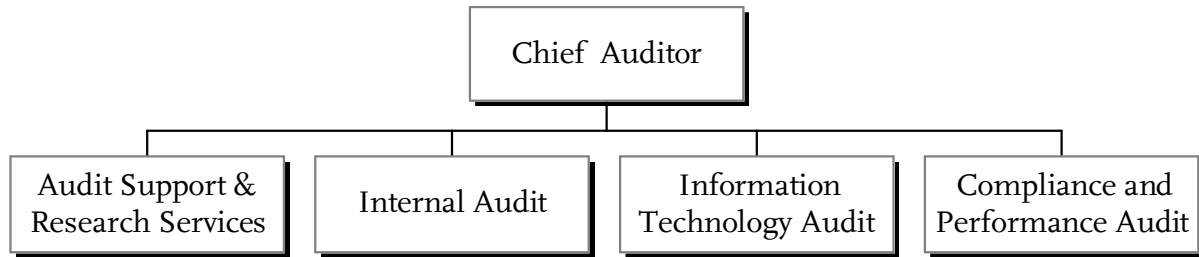 Chief Auditor
Audit Support &
Research Services
Internal Audit
Information
Technology Audit
Compliance and
Performance Audit